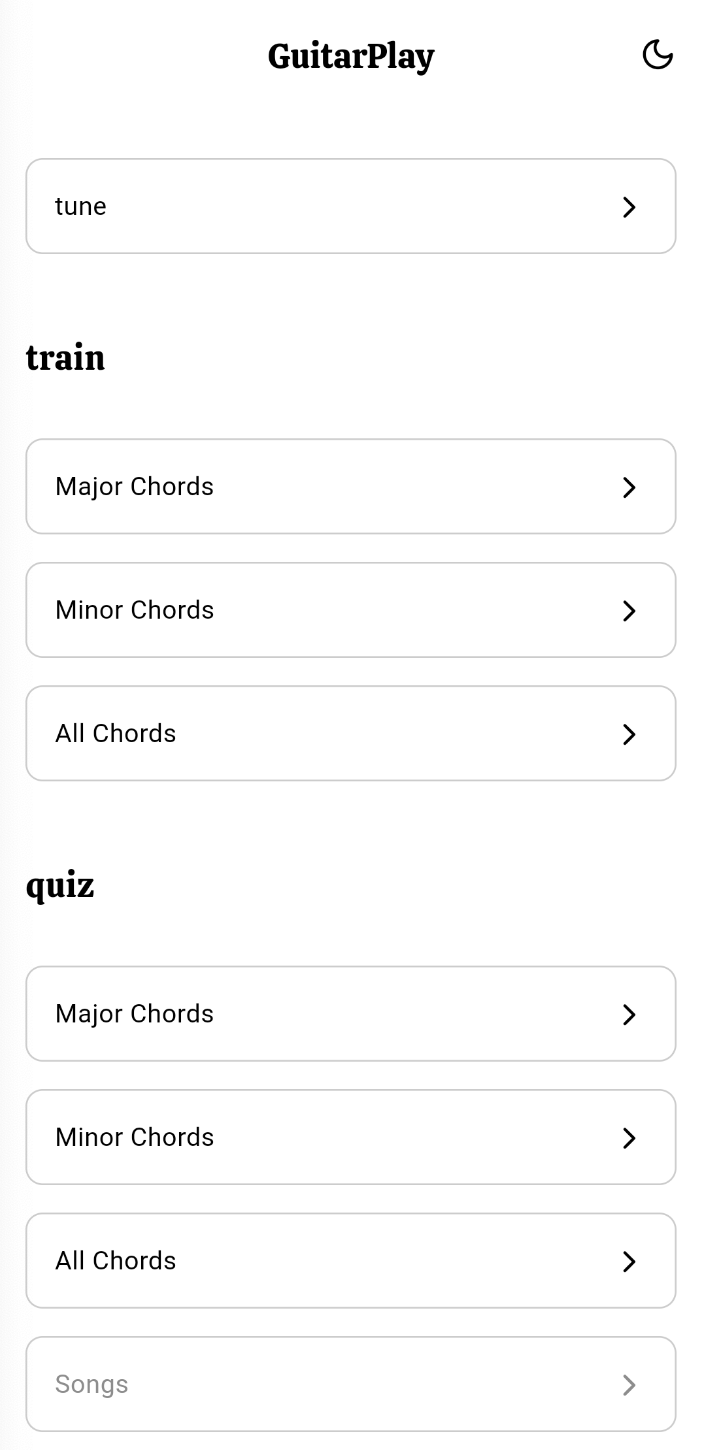 GuitarPlay
tune
train
Major Chords
Minor Chords
All Chords
quiz
Major Chords
Minor Chords
All Chords
Songs